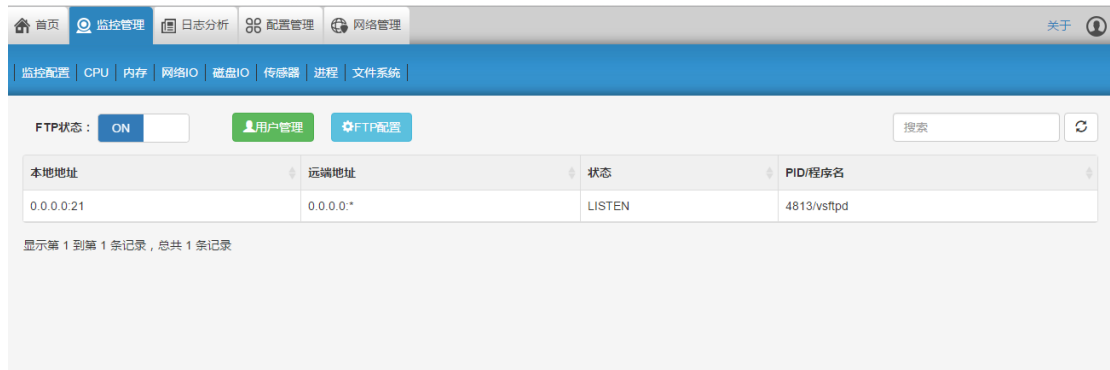 首页 监控管理 日志分析 配置管理 网络管理 关于
监控配置 CPU 内存 网络IO 磁盘IO 传感器 进程 文件系统
FTP状态： ON 用户管理 FTP配置 搜索
本地地址 远端地址 状态 PID/程序名
0.0.0.0:21 0.0.0.0:* LISTEN 4813/vsftpd
显示第 1 到第 1 条记录，总共 1 条记录